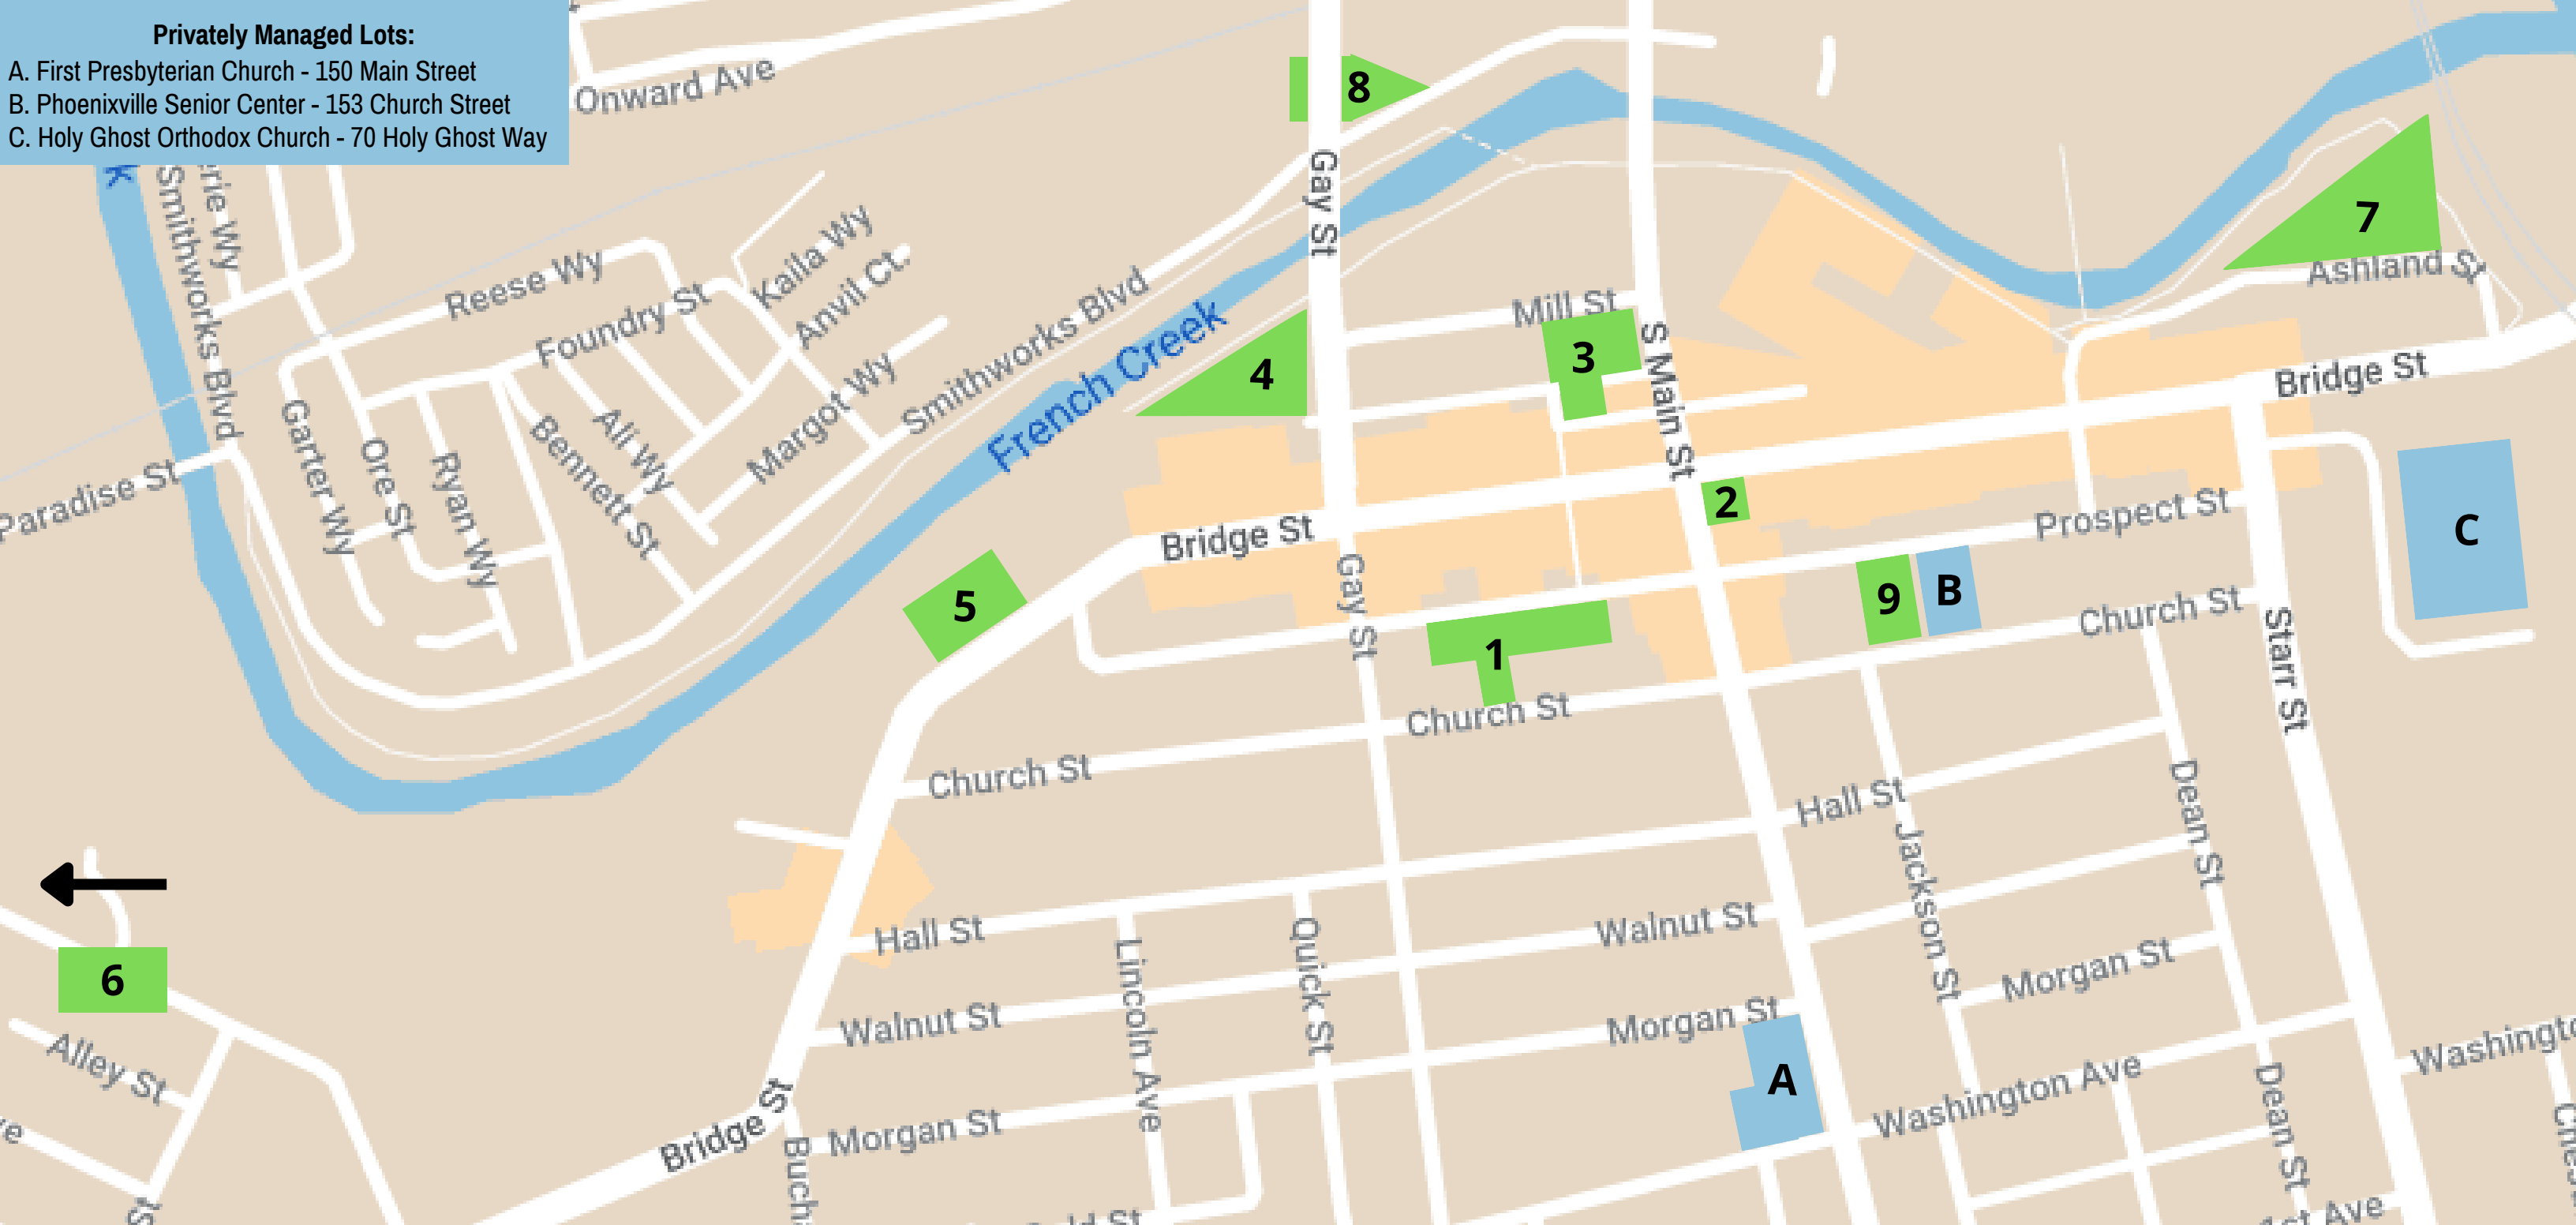 Privately Managed Lots:
A. First Presbyterian Church - 150 Main Street
B. Phoenixville Senior Center - 153 Church Street
C. Holy Ghost Orthodox Church - 70 Holy Ghost Way
Onward Ave
8
Gay St
7
Ashland St
Smithworks Blvd
Reese Wy
Kaila Wy
Anvil Ct.
Foundry St
Smithworks Blvd
French Creek
Mill St
3
4
S Main St
Bridge St
Garter Wy
Ore St
Ryan Wy
Bennett St
Ali Wy
Margot Wy
Paradise St
2
Prospect St
C
Bridge St
5
Gay St
9
B
Church St
1
Church St
Starr St
Church St
Hall St
Dean St
Jackson St
Hall St
Walnut St
Lincoln Ave
Quick St
6
Walnut St
Morgan St
Morgan St
Alley St
A
Washington Ave
Bridge St
Morgan St
Dean St
Ave
St